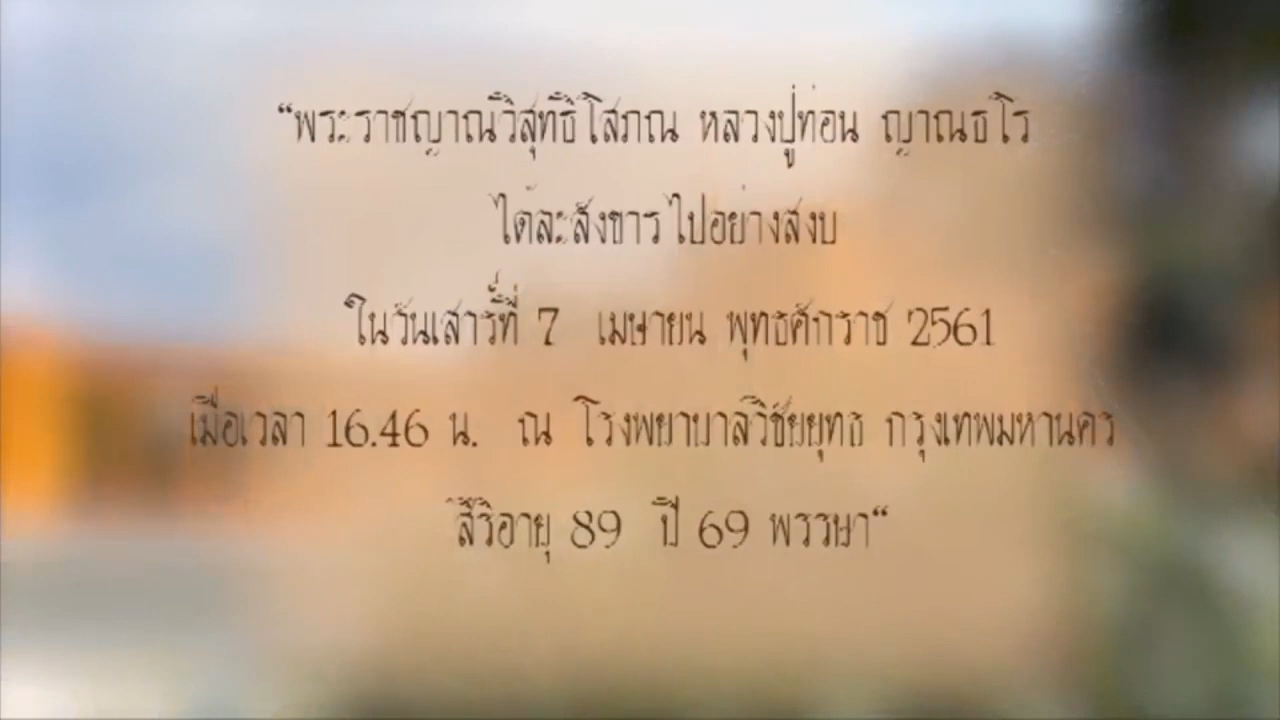 “พระราชญาณวิสุทธิโสภณ หลวงปู่ท่อน ญาณธโร
ได้ละสังขารไปอย่างสงบ
ในวันเสาร์ที่ 7 เมษายน พุทธศักราช 2561
เมื่อเวลา 16.46 น. ณ โรงพยาบาลวิชัยยุทธ กรุงเทพมหานคร
สิริอายุ 89 ปี 69 พรรษา“